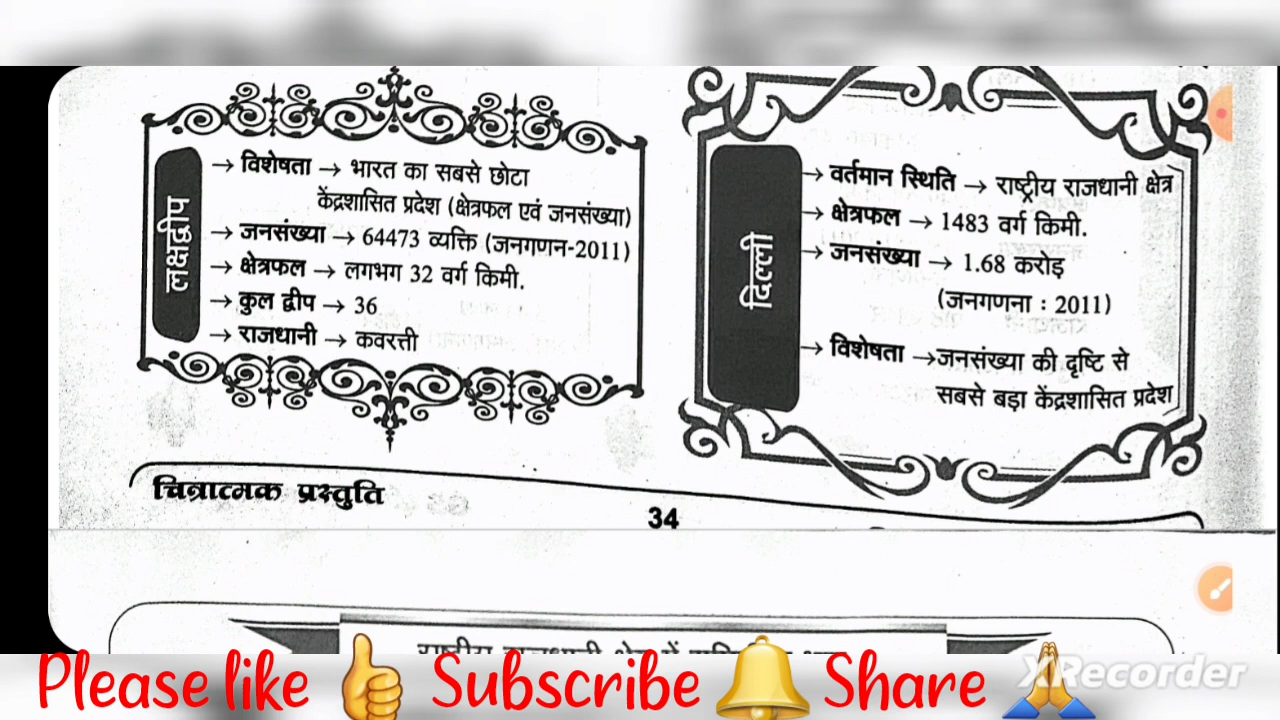 लक्षद्वीप
→ विशेषता → भारत का सबसे छोटा
केंद्रशासित प्रदेश (क्षेत्रफल एवं जनसंख्या)
→ जनसंख्या → 64473 व्यक्ति (जनगणन-2011)
→ क्षेत्रफल → लगभग 32 वर्ग किमी.
→ कुल द्वीप → 36
→ राजधानी → कवरत्ती
दिल्ली
→ वर्तमान स्थिति → राष्ट्रीय राजधानी क्षेत्र
→ क्षेत्रफल → 1483 वर्ग किमी.
→ जनसंख्या → 1.68 करोड़
(जनगणना : 2011)
→ विशेषता →जनसंख्या की दृष्टि से
सबसे बड़ा केंद्रशासित प्रदेश
चित्रात्मक प्रस्तुति
34
Please like Subscribe Share
XRecorder